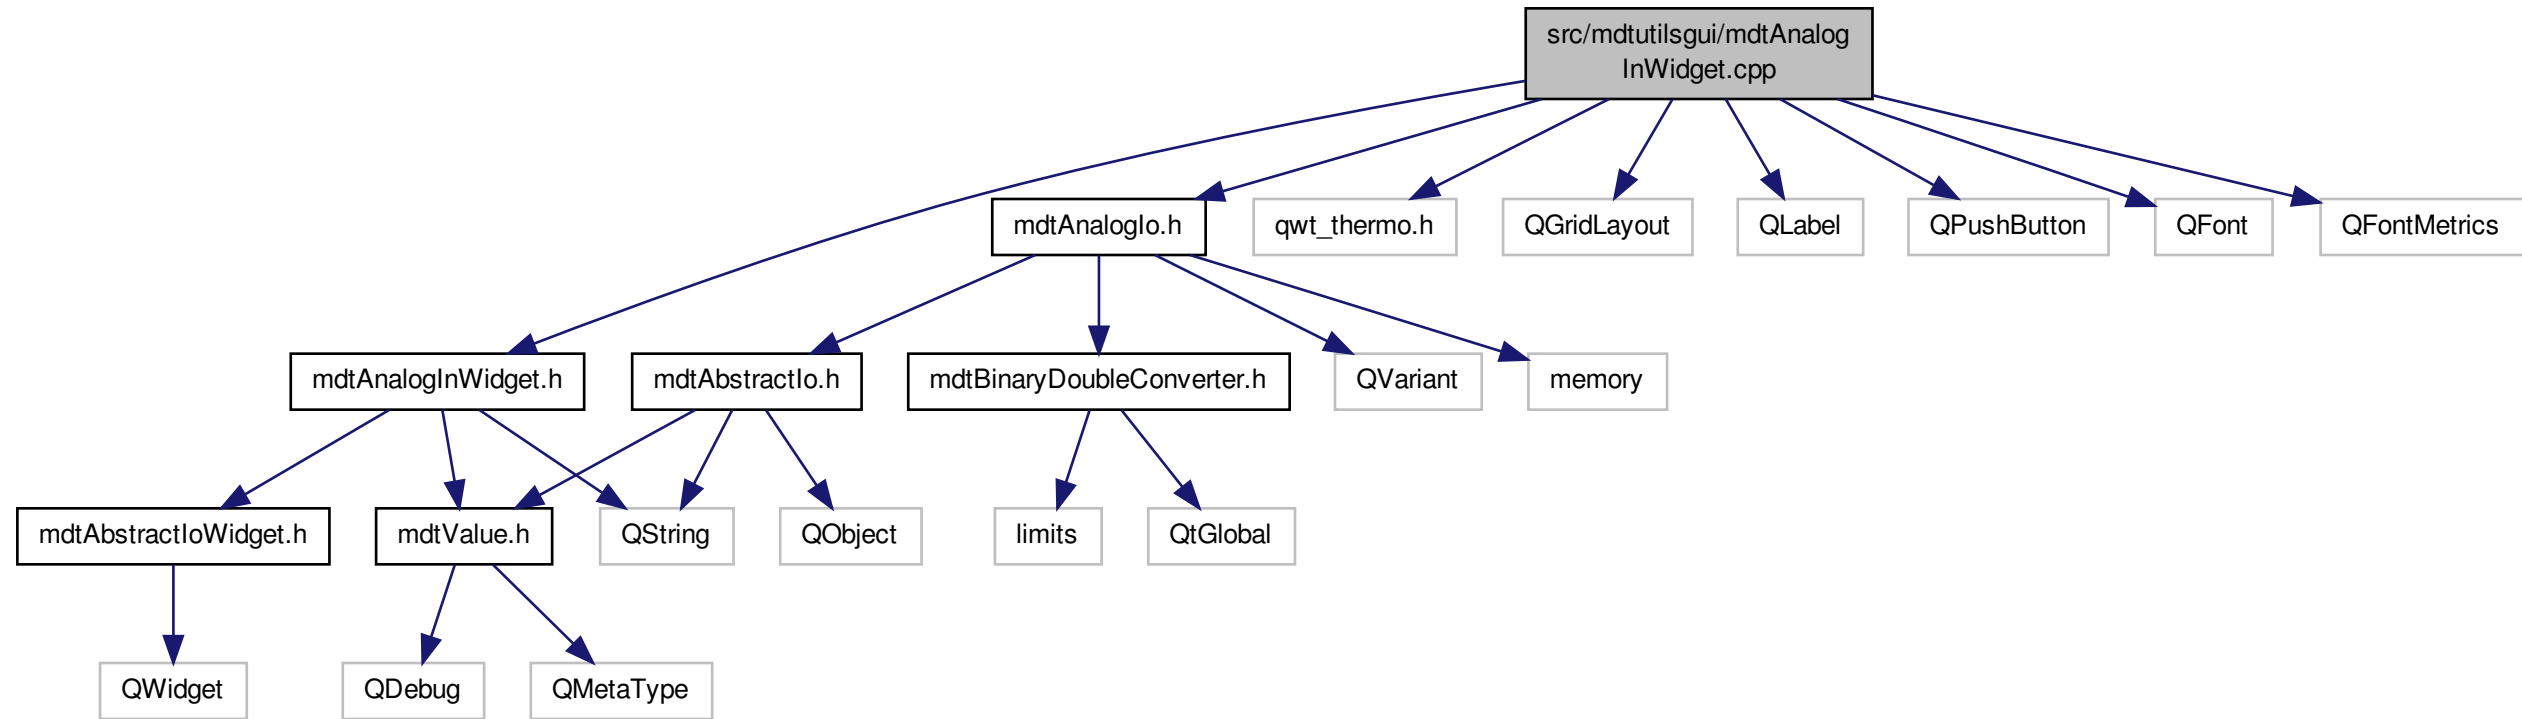 src/mdtutilsgui/mdtAnalog
InWidget.cpp
mdtAnalogIo.h
qwt_thermo.h
QGridLayout
QLabel
QPushButton
QFont
QFontMetrics
mdtAnalogInWidget.h
mdtAbstractIo.h
mdtBinaryDoubleConverter.h
QVariant
memory
mdtAbstractIoWidget.h
mdtValue.h
QString
QObject
limits
QtGlobal
QWidget
QDebug
QMetaType